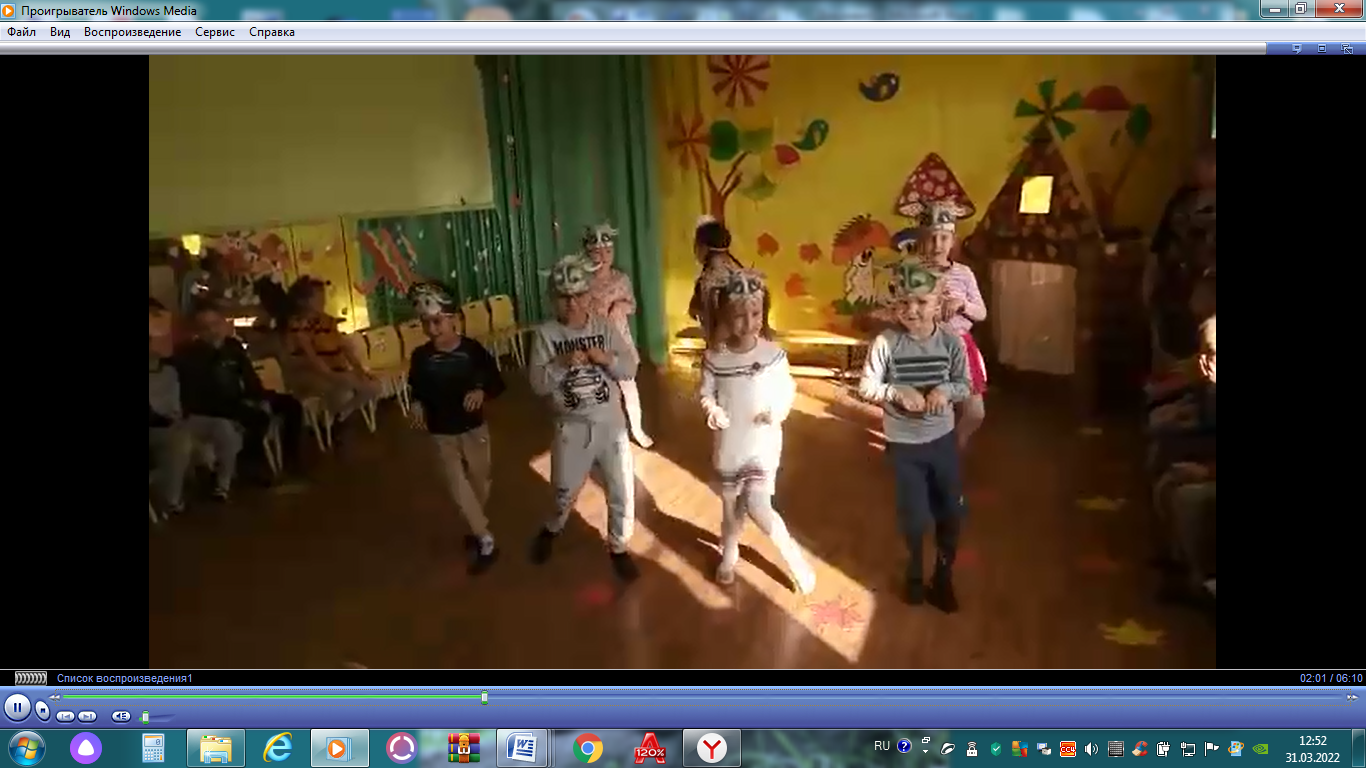 Проигрыватель Windows Media
Файл Вид Воспроизведение Сервис Справка
MONSTER
Список воспроизведения1
02:01 / 06:10
120%
RU
12:52
31.03.2022